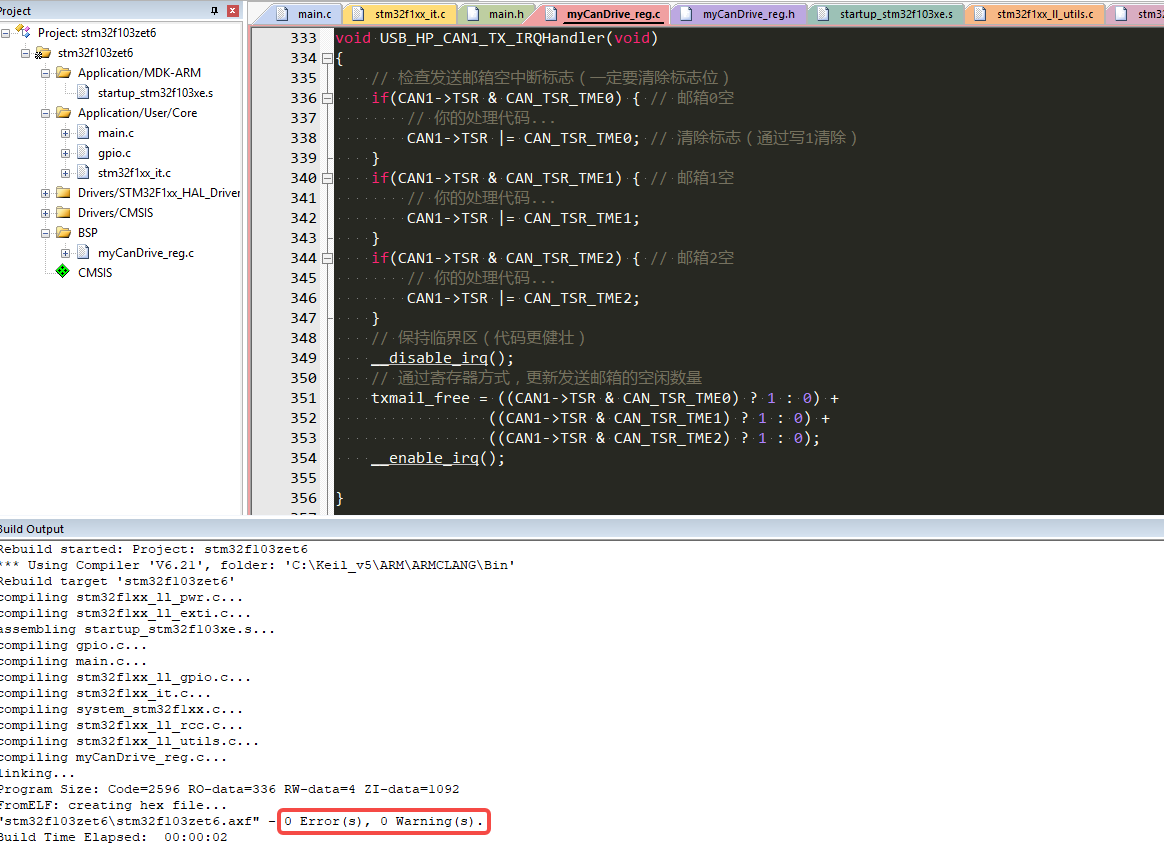 Project
Project: stm32f103zet6
stm32f103zet6
Application/MDK-ARM
startup_stm32f103xe.s
Application/User/Core
main.c
gpio.c
stm32f1xx_it.c
Drivers/STM32F1xx_HAL_Driver
Drivers/CMSIS
BSP
myCanDrive_reg.c
CMSIS
main.c stm32f1xx_it.c main.h myCanDrive_reg.c myCanDrive_reg.h startup_stm32f103xe.s stm32f1xx_ll_utils.c stm32
333 void USB_HP_CAN1_TX_IRQHandler(void)
334 {
335 // 检查发送邮箱空中断标志（一定要清除标志位）
336 if(CAN1->TSR & CAN_TSR_TME0) { // 邮箱0空
337 // 你的处理代码...
338 CAN1->TSR |= CAN_TSR_TME0; // 清除标志（通过写1清除）
339 }
340 if(CAN1->TSR & CAN_TSR_TME1) { // 邮箱1空
341 // 你的处理代码...
342 CAN1->TSR |= CAN_TSR_TME1;
343 }
344 if(CAN1->TSR & CAN_TSR_TME2) { // 邮箱2空
345 // 你的处理代码...
346 CAN1->TSR |= CAN_TSR_TME2;
347 }
348 // 保持临界区（代码更健壮）
349 __disable_irq();
350 // 通过寄存器方式，更新发送邮箱的空闲数量
351 txmail_free = ((CAN1->TSR & CAN_TSR_TME0) ? 1 : 0) +
352 ((CAN1->TSR & CAN_TSR_TME1) ? 1 : 0) +
353 ((CAN1->TSR & CAN_TSR_TME2) ? 1 : 0);
354 __enable_irq();
355
356 }
Build Output
Rebuild started: Project: stm32f103zet6
*** Using Compiler 'V6.21', folder: 'C:\Keil_v5\ARM\ARMCLANG\Bin'
Rebuild target 'stm32f103zet6'
compiling stm32f1xx_ll_pwr.c...
compiling stm32f1xx_ll_exti.c...
assembling startup_stm32f103xe.s...
compiling gpio.c...
compiling main.c...
compiling stm32f1xx_ll_gpio.c...
compiling stm32f1xx_it.c...
compiling system_stm32f1xx.c...
compiling stm32f1xx_ll_rcc.c...
compiling stm32f1xx_ll_utils.c...
compiling myCanDrive_reg.c...
linking...
Program Size: Code=2596 RO-data=336 RW-data=4 ZI-data=1092
FromELF: creating hex file...
"stm32f103zet6\stm32f103zet6.axf" - 0 Error(s), 0 Warning(s).
Build Time Elapsed:  00:00:02